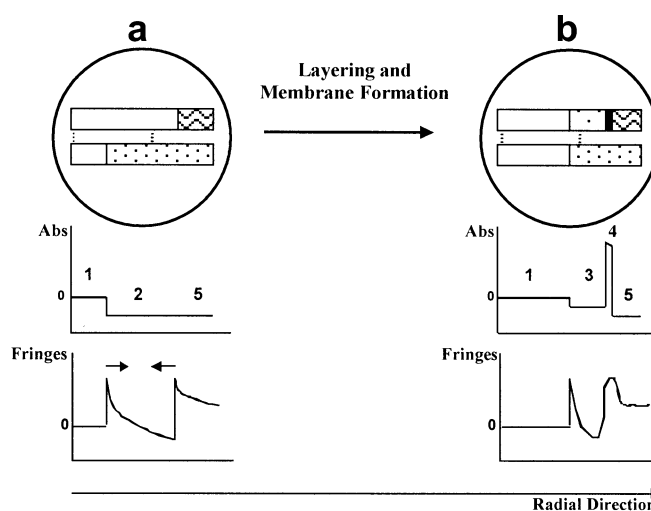 a
b
Layering and
Membrane Formation
Abs
0
1
2
5
Abs
0
1
3
4
5
Fringes
0
Fringes
0
Radial Direction